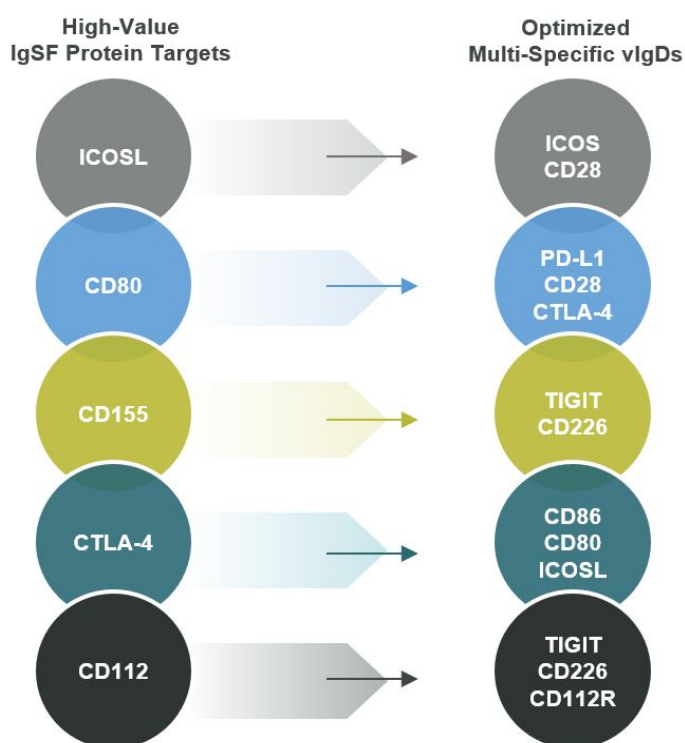 High-Value
IgSF Protein Targets
Optimized
Multi-Specific vIgDs
ICOSL
ICOS
CD28
CD80
PD-L1
CD28
CTLA-4
CD155
TIGIT
CD226
CTLA-4
CD86
CD80
ICOSL
CD112
TIGIT
CD226
CD112R